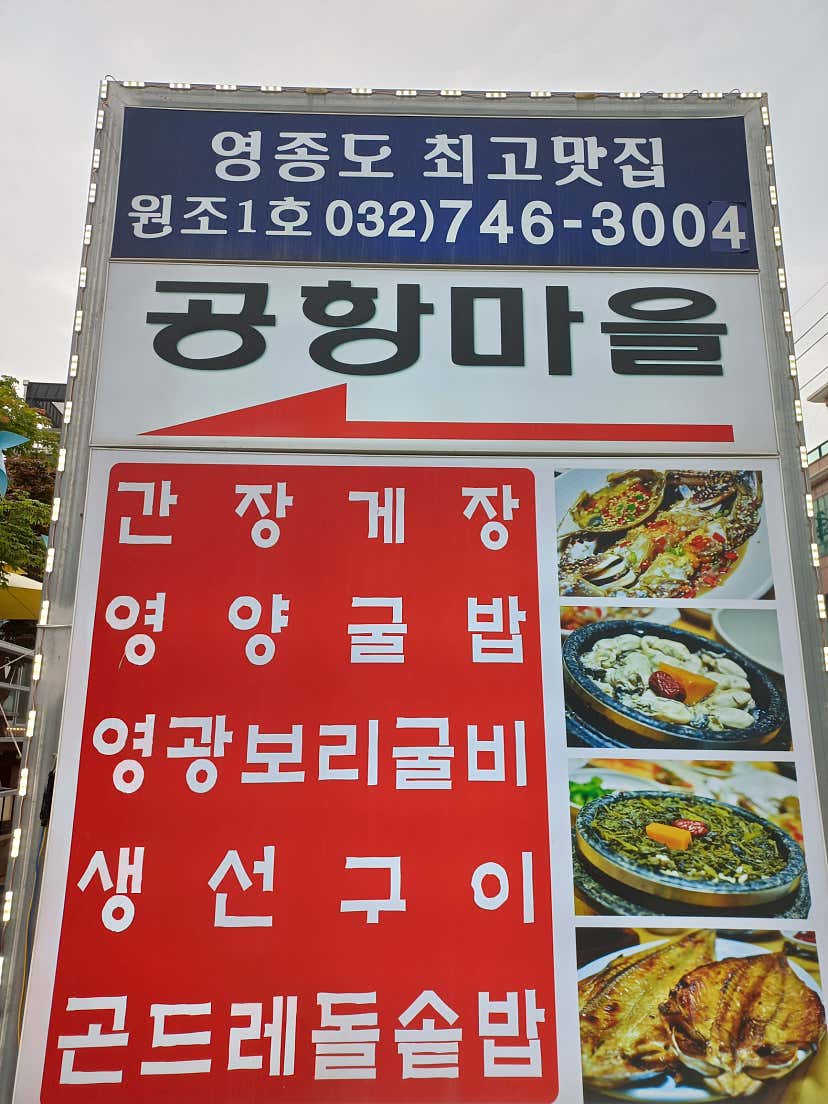 영종도 최고맛집
원조1호 032)746-3004
공항마을
간장게장
영양굴밥
영광보리굴비
생선구이
곤드레돌솥밥